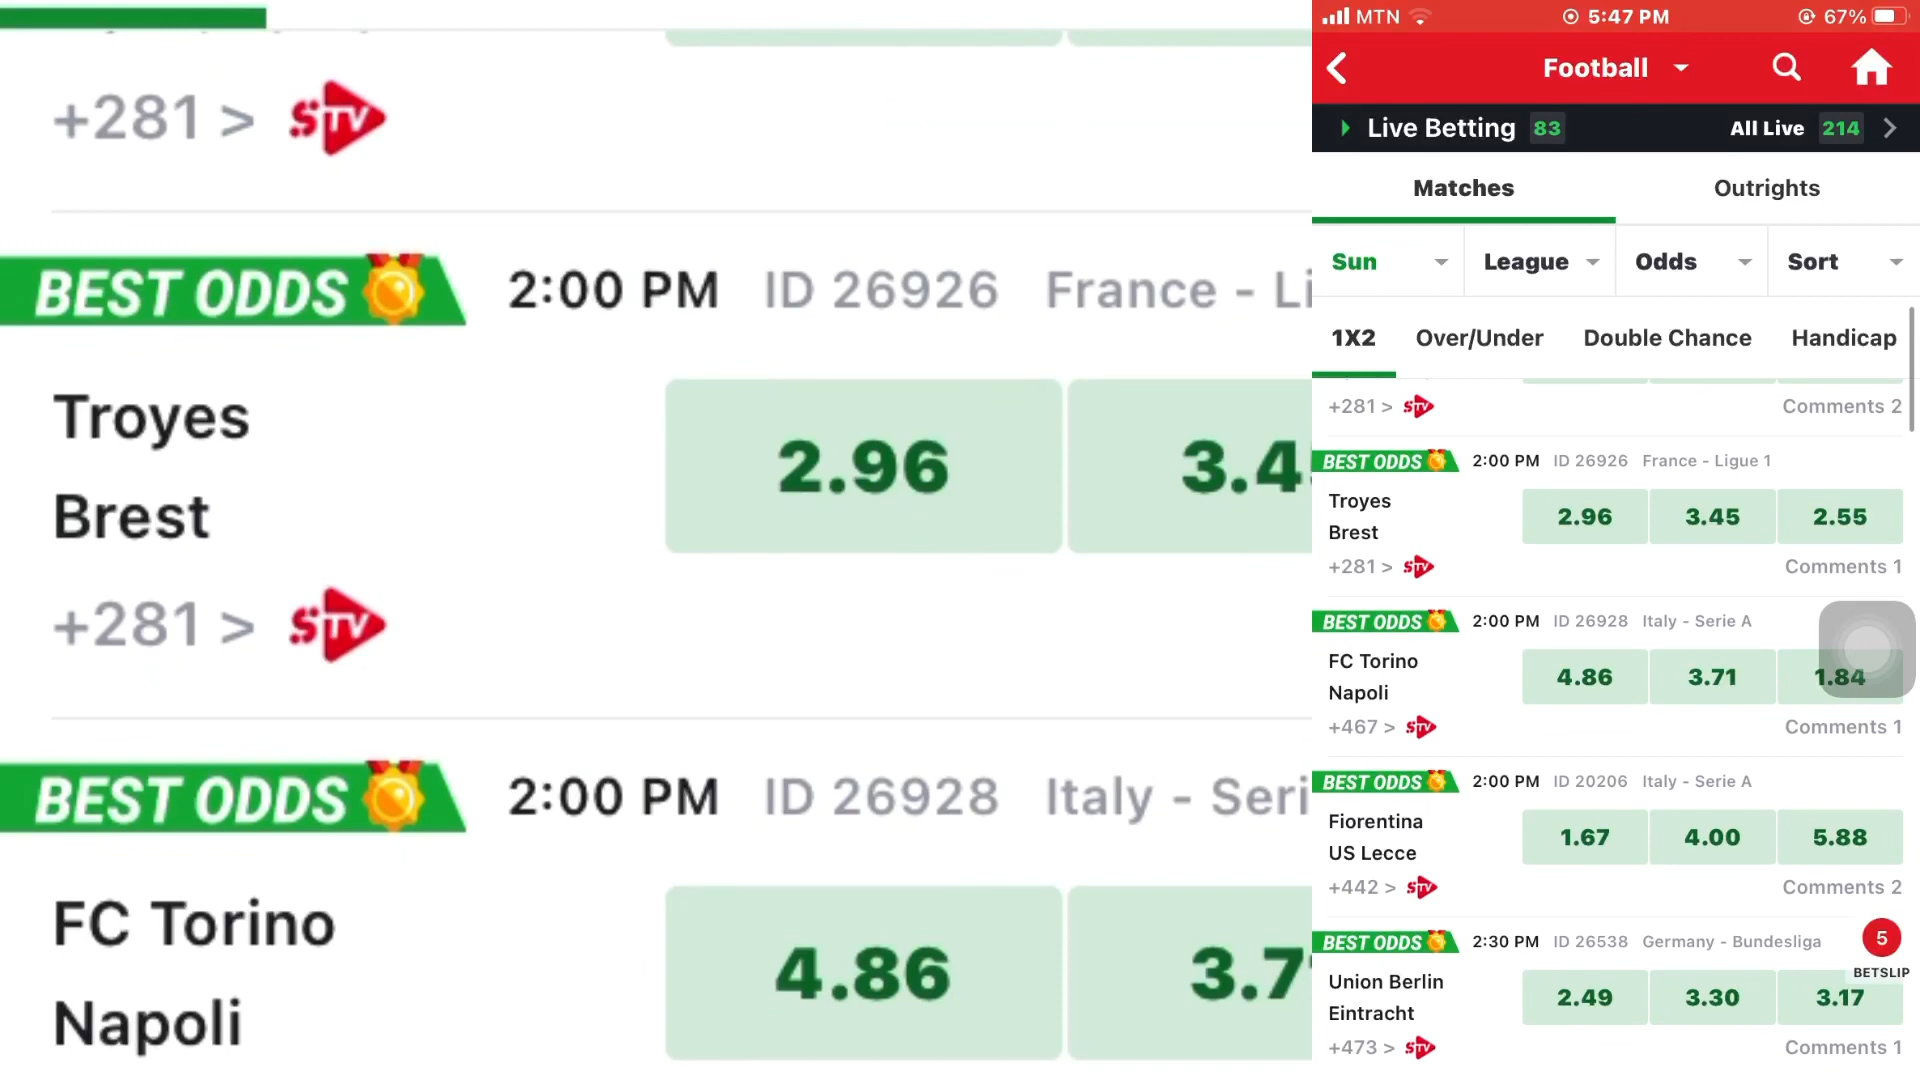 +281 > STV
BEST ODDS 2:00 PM ID 26926 France - Li
Troyes
Brest
2.96 3.4
+281 > STV
BEST ODDS 2:00 PM ID 26928 Italy - Seri
FC Torino
Napoli
4.86 3.7
MTN 5:47 PM 67%
Football
Live Betting 83 All Live 214
Matches Outrights
Sun League Odds Sort
1X2 Over/Under Double Chance Handicap
+281 > STV Comments 2
BEST ODDS 2:00 PM ID 26926 France - Ligue 1
Troyes
Brest
2.96 3.45 2.55
+281 > STV Comments 1
BEST ODDS 2:00 PM ID 26928 Italy - Serie A
FC Torino
Napoli
4.86 3.71 1.84
+467 > STV Comments 1
BEST ODDS 2:00 PM ID 20206 Italy - Serie A
Fiorentina
US Lecce
1.67 4.00 5.88
+442 > STV Comments 2
BEST ODDS 2:30 PM ID 26538 Germany - Bundesliga
5
BETSLIP
Union Berlin
Eintracht
2.49 3.30 3.17
+473 > STV Comments 1